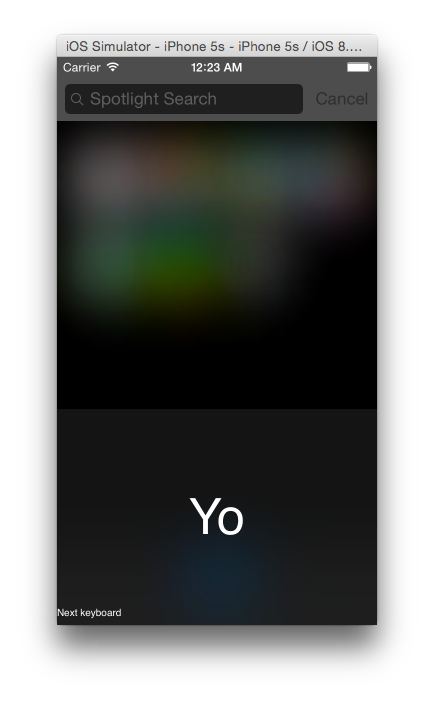 iOS Simulator - iPhone 5s - iPhone 5s / iOS 8....
Carrier 12:23 AM
Spotlight Search Cancel
Yo
Next keyboard